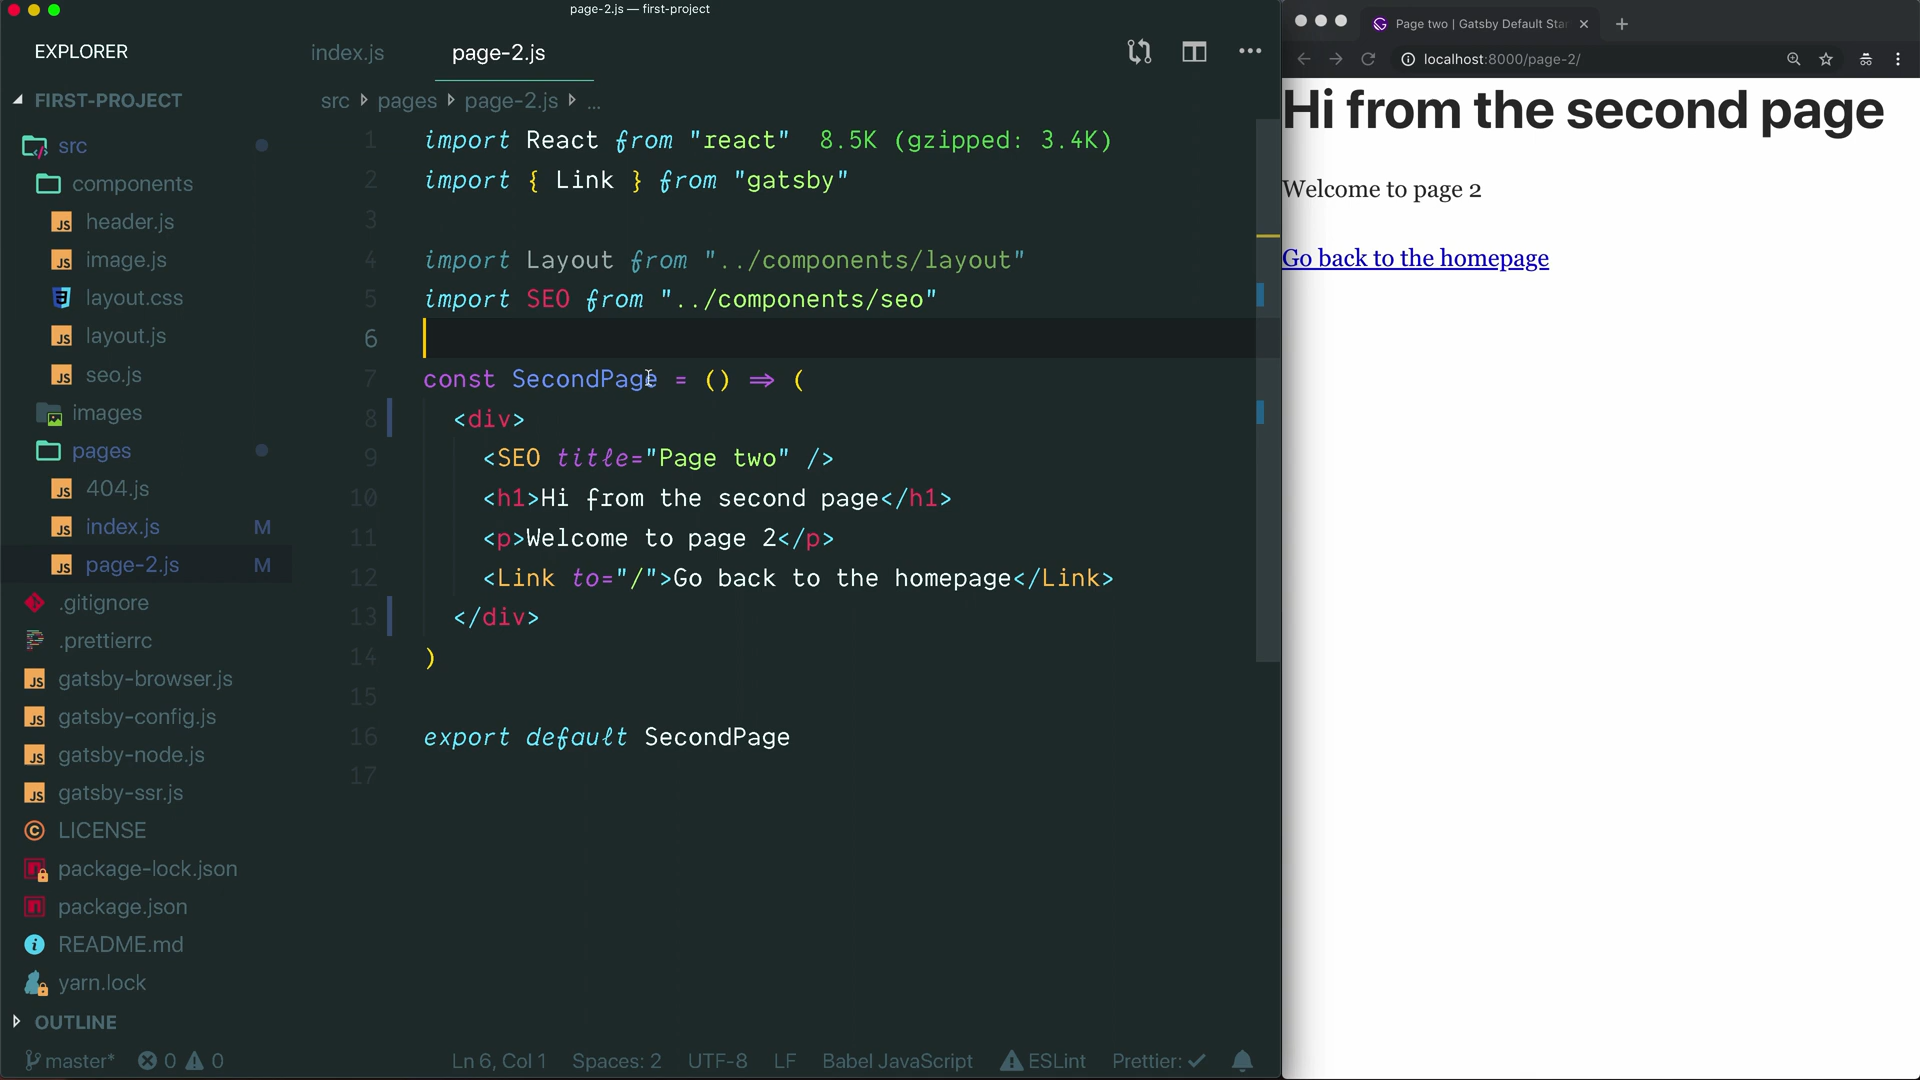 page-2.js — first-project
EXPLORER
FIRST-PROJECT
src
components
header.js
image.js
layout.css
layout.js
seo.js
images
pages
404.js
index.js M
page-2.js M
.gitignore
.prettierrc
gatsby-browser.js
gatsby-config.js
gatsby-node.js
gatsby-ssr.js
LICENSE
package-lock.json
package.json
README.md
yarn.lock
OUTLINE
index.js page-2.js
src pages page-2.js ...
1 import React from "react" 8.5K (gzipped: 3.4K)
2 import { Link } from "gatsby"
3
4 import Layout from "../components/layout"
5 import SEO from "../components/seo"
6
7 const SecondPage = () ⇒ (
8 <div>
9 <SEO title="Page two" />
10 <h1>Hi from the second page</h1>
11 <p>Welcome to page 2</p>
12 <Link to="/">Go back to the homepage</Link>
13 </div>
14 )
15
16 export default SecondPage
17
master* 0 0 Ln 6, Col 1 Spaces: 2 UTF-8 LF Babel JavaScript ESLint Prettier: ✓
Page two | Gatsby Default Sta
localhost:8000/page-2/
Hi from the second page
Welcome to page 2
Go back to the homepage